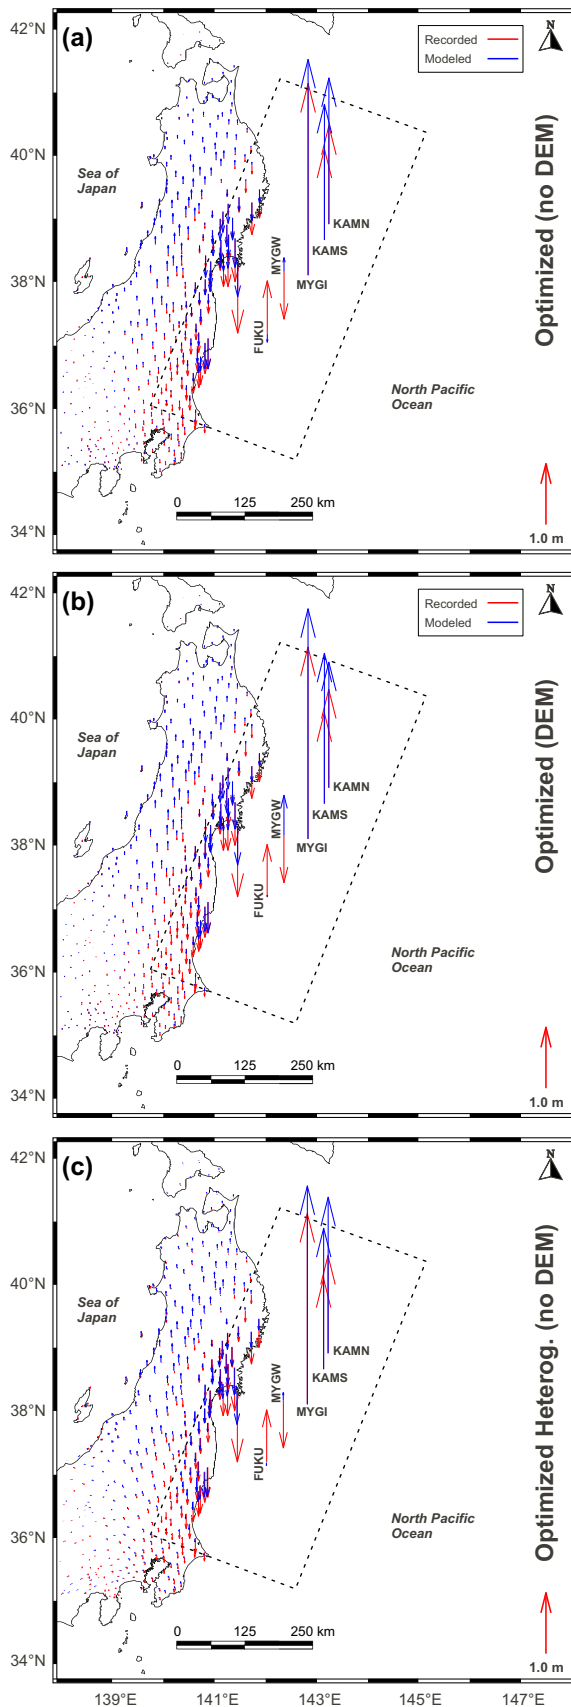 42°N
(a)
Recorded
Modeled
N
40°N
Sea of
Japan
KAMN
KAMS
MYGW
MYGI
38°N
FUKU
Optimized (no DEM)
North Pacific
Ocean
36°N
0 125 250 km
34°N
1.0 m
42°N
(b)
Recorded
Modeled
N
40°N
Sea of
Japan
KAMN
KAMS
MYGW
MYGI
38°N
FUKU
Optimized (DEM)
North Pacific
Ocean
36°N
0 125 250 km
34°N
1.0 m
42°N
(c)
N
40°N
Sea of
Japan
KAMN
KAMS
MYGW
MYGI
38°N
FUKU
Optimized Heterog. (no DEM)
North Pacific
Ocean
36°N
0 125 250 km
34°N
1.0 m
139°E 141°E 143°E 145°E 147°E